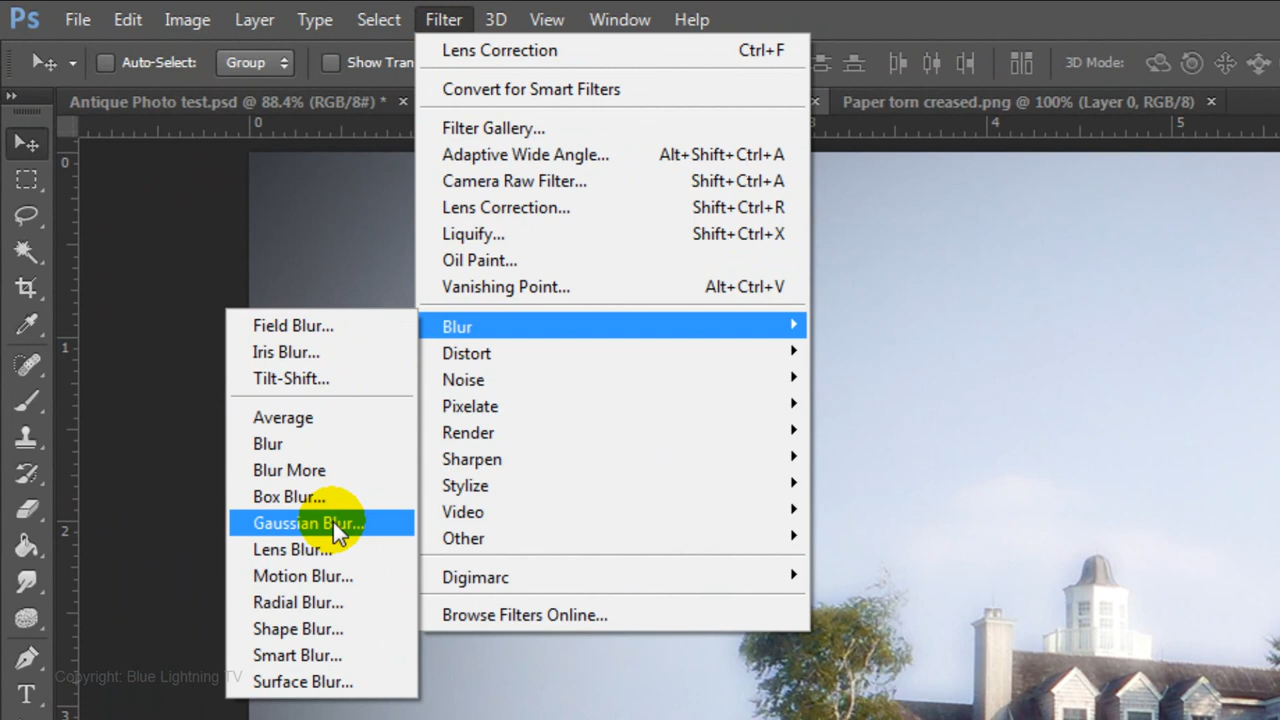 Ps File Edit Image Layer Type Select Filter 3D View Window Help
Auto-Select: Group Show Tran 3D Mode:
Antique Photo test.psd @ 88.4% (RGB/8#) * × × Paper torn creased.png @ 100% (Layer 0, RGB/8) ×
0 3 4 5
0
1
2
3
Lens Correction Ctrl+F
Convert for Smart Filters
Filter Gallery...
Adaptive Wide Angle... Alt+Shift+Ctrl+A
Camera Raw Filter... Shift+Ctrl+A
Lens Correction... Shift+Ctrl+R
Liquify... Shift+Ctrl+X
Oil Paint...
Vanishing Point... Alt+Ctrl+V
Blur
Distort
Noise
Pixelate
Render
Sharpen
Stylize
Video
Other
Digimarc
Browse Filters Online...
Field Blur...
Iris Blur...
Tilt-Shift...
Average
Blur
Blur More
Box Blur...
Gaussian Blur...
Lens Blur...
Motion Blur...
Radial Blur...
Shape Blur...
Smart Blur...
Surface Blur...
Copyright: Blue Lightning TV
T